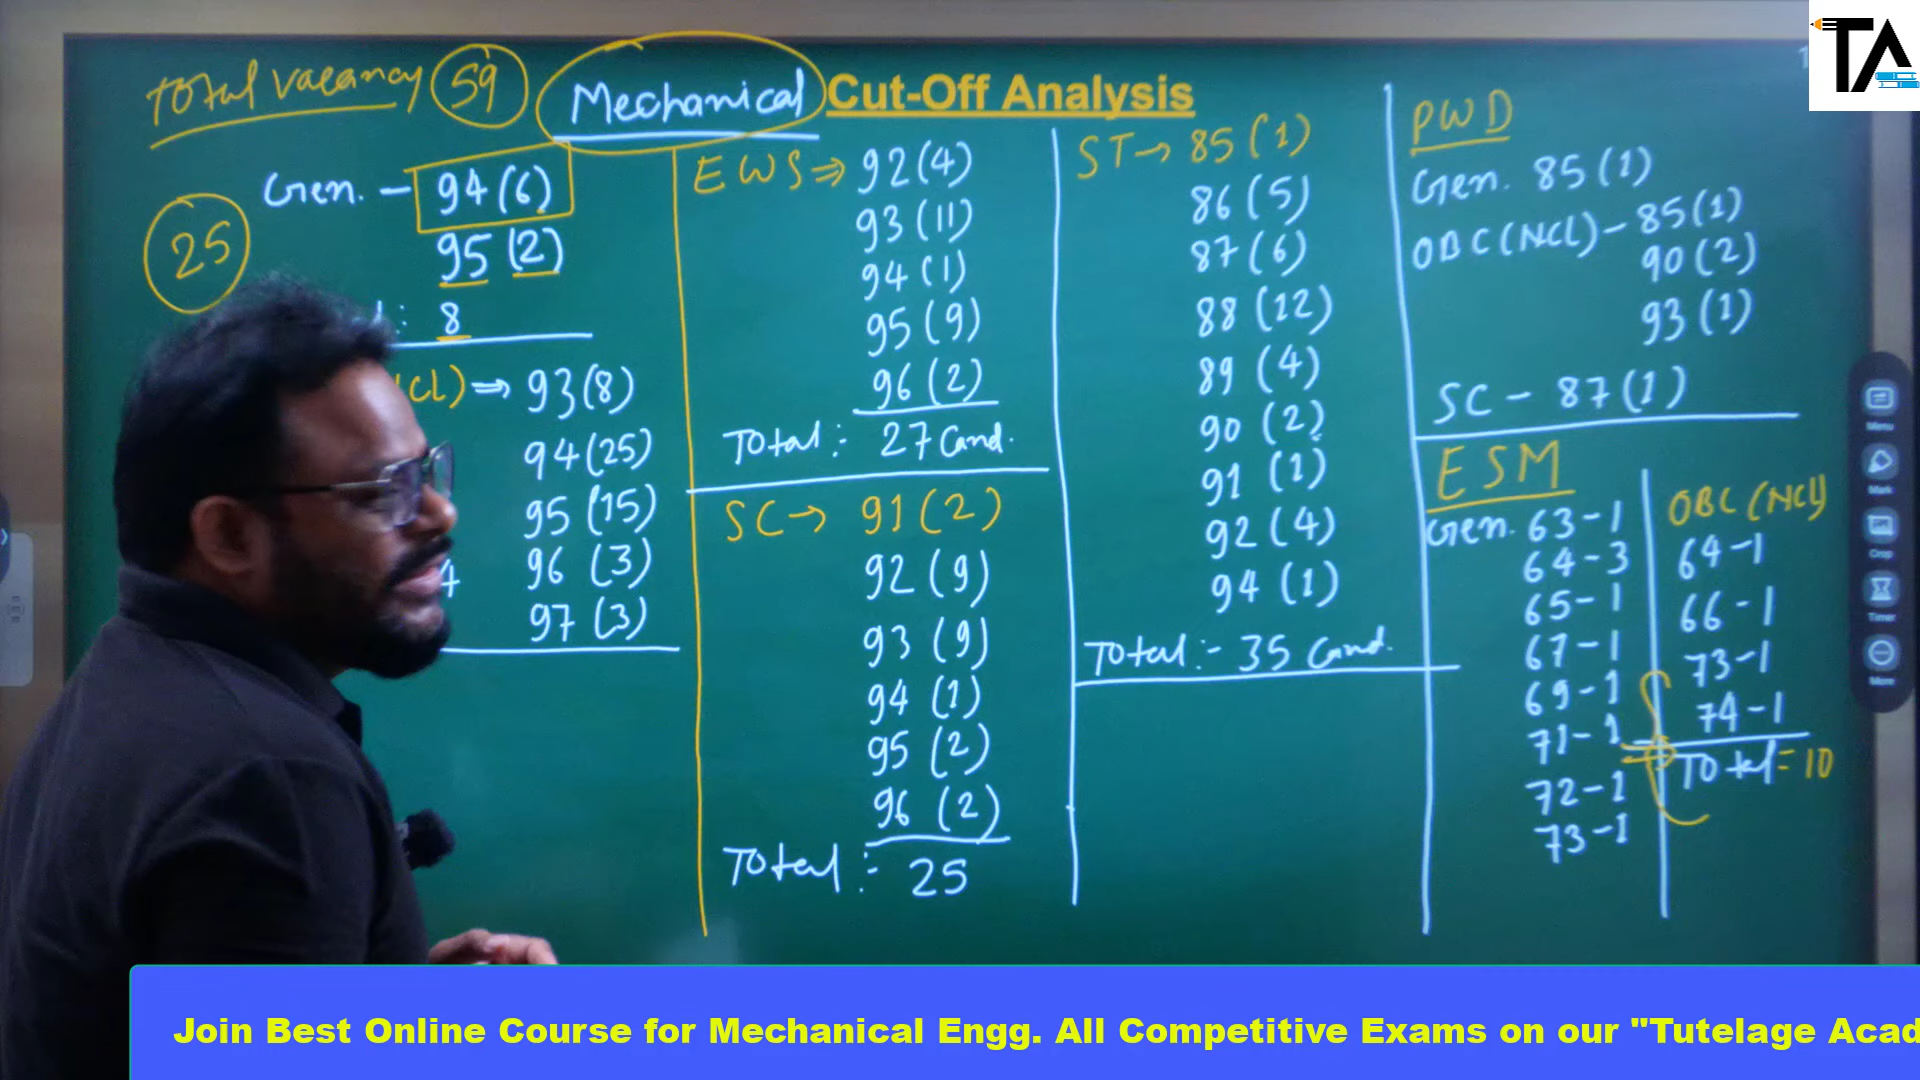 TA
Total vacancy 59
Mechanical Cut-Off Analysis
25
Gen. - 94 (6)
95 (2)
: 8
CL) ⇒ 93 (8)
94 (25)
95 (15)
96 (3)
97 (3)
4
EWS ⇒ 92 (4)
93 (11)
94 (1)
95 (9)
96 (2)
Total :- 27 Cand.
SC → 91 (2)
92 (9)
93 (9)
94 (1)
95 (2)
96 (2)
Total :- 25
ST → 85 (1)
86 (5)
87 (6)
88 (12)
89 (4)
90 (2)
91 (1)
92 (4)
94 (1)
Total :- 35 Cand.
PWD
Gen. 85 (1)
OBC (NCL) - 85 (1)
90 (2)
93 (1)
SC - 87 (1)
ESM
Gen. 63-1
64-3
65-1
67-1
69-1
71-1
72-1
73-1
OBC (NCL)
64-1
66-1
73-1
74-1
Total = 10
Menu
Mark
Crop
Timer
More
Join Best Online Course for Mechanical Engg. All Competitive Exams on our "Tutelage Acad